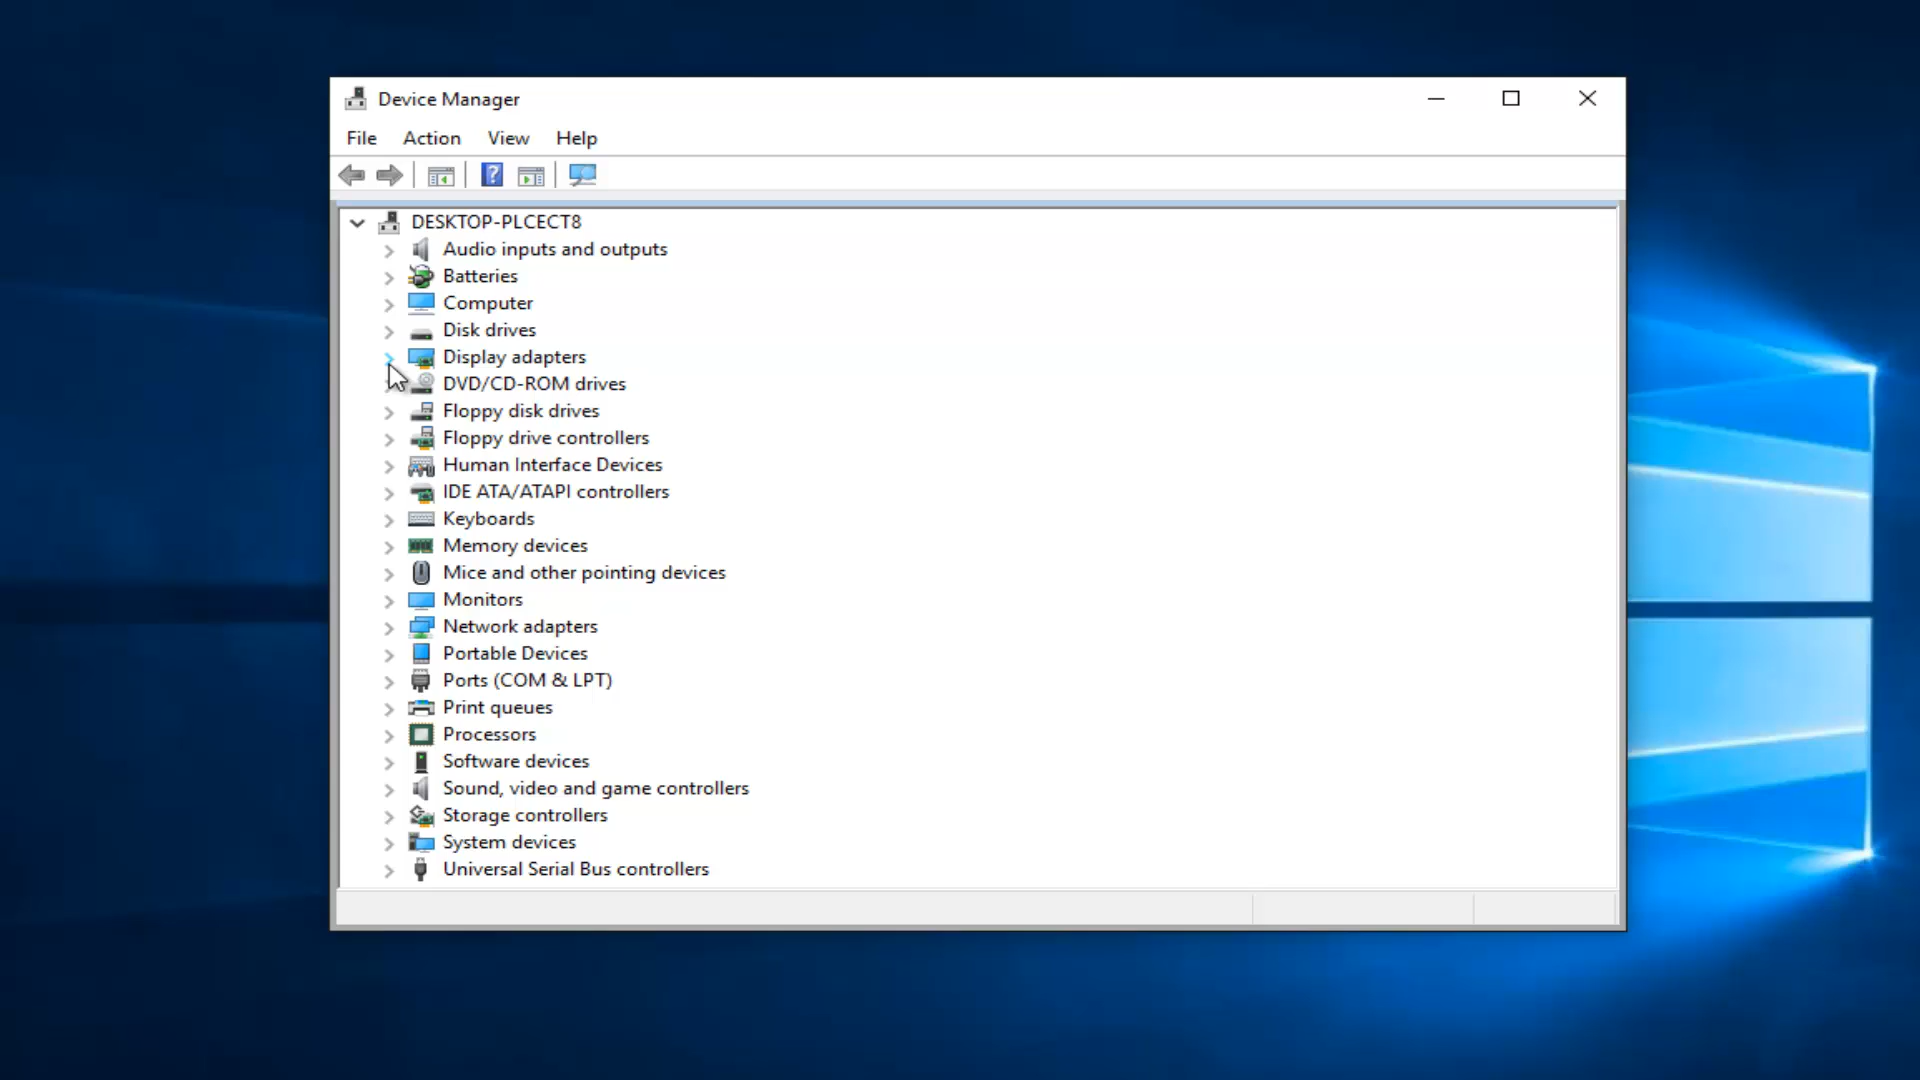 Device Manager
File Action View Help
?
DESKTOP-PLCECT8
Audio inputs and outputs
Batteries
Computer
Disk drives
Display adapters
DVD/CD-ROM drives
Floppy disk drives
Floppy drive controllers
Human Interface Devices
IDE ATA/ATAPI controllers
Keyboards
Memory devices
Mice and other pointing devices
Monitors
Network adapters
Portable Devices
Ports (COM & LPT)
Print queues
Processors
Software devices
Sound, video and game controllers
Storage controllers
System devices
Universal Serial Bus controllers